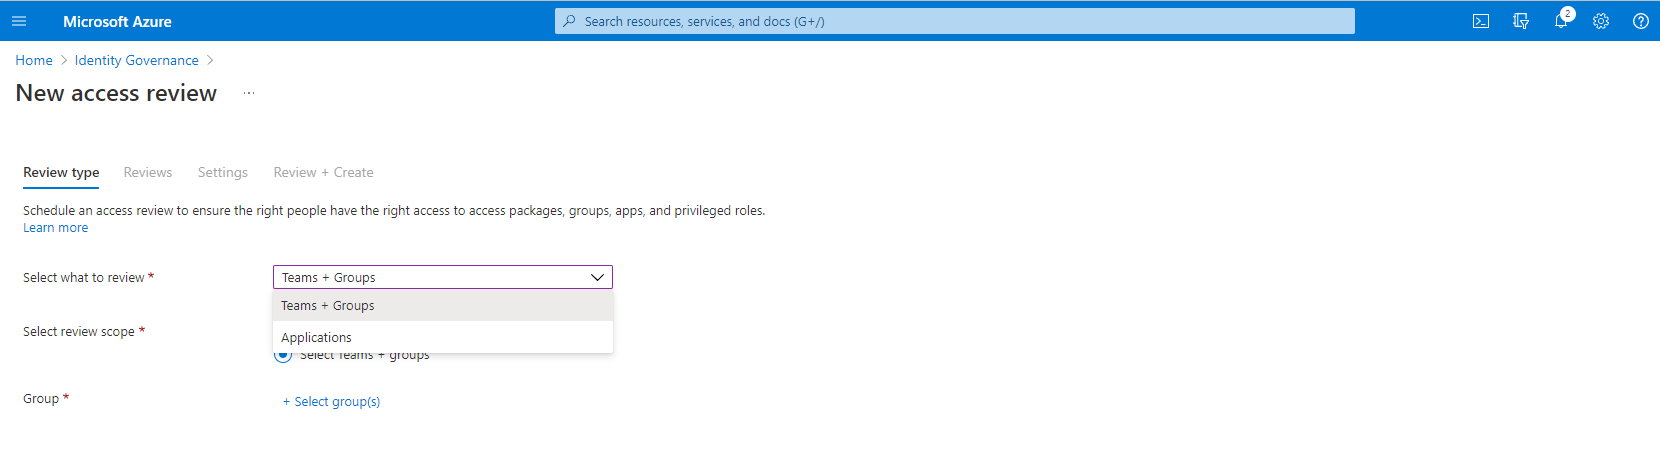 Microsoft Azure
Search resources, services, and docs (G+/)
2
Home > Identity Governance >
New access review ...
Review type Reviews Settings Review + Create
Schedule an access review to ensure the right people have the right access to access packages, groups, apps, and privileged roles.
Learn more
Select what to review * Teams + Groups
Teams + Groups
Select review scope *
Applications
Select Teams + groups
Group * + Select group(s)